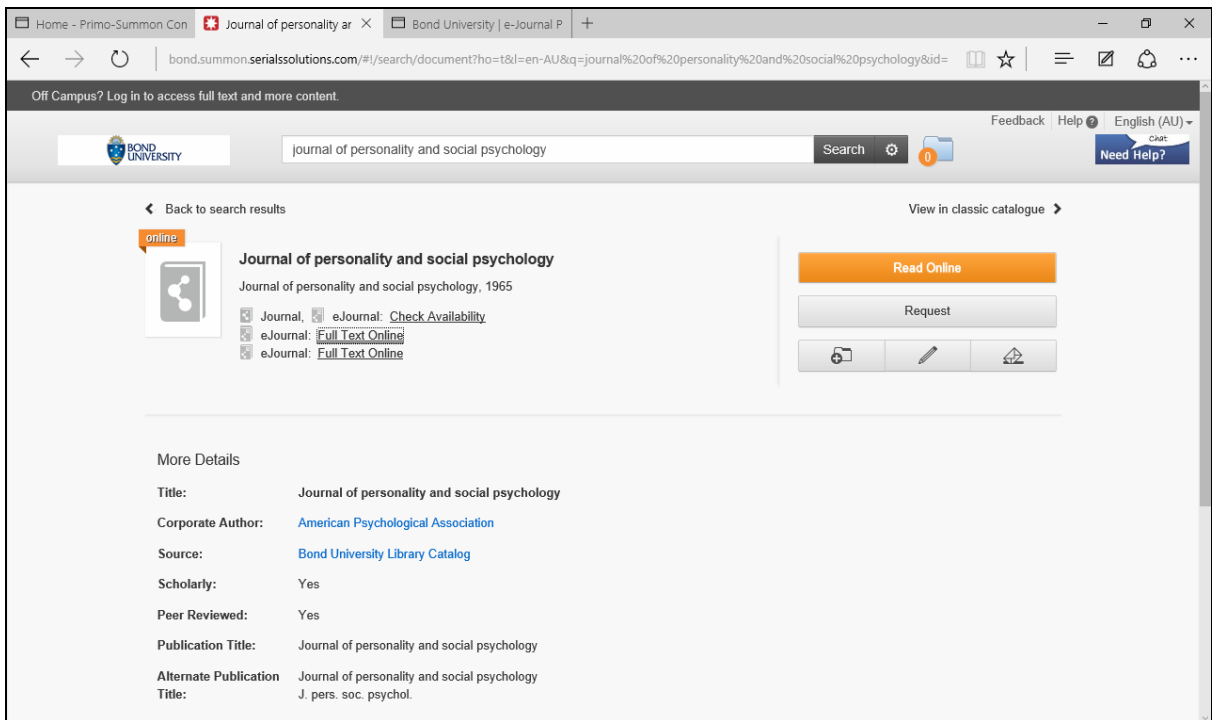 Home - Primo-Summon Con
Journal of personality ar
Bond University | e-Journal P
bond.summon.serialssolutions.com/#!/search/document?ho=t&l=en-AU&q=journal%20of%20personality%20and%20social%20psychology&id=
Off Campus? Log in to access full text and more content.
Feedback Help English (AU)
BOND UNIVERSITY
journal of personality and social psychology
Search
0
Chat
Need Help?
Back to search results
View in classic catalogue
online
Journal of personality and social psychology
Journal of personality and social psychology, 1965
Journal, eJournal: Check Availability
eJournal: Full Text Online
eJournal: Full Text Online
Read Online
Request
More Details
Title: Journal of personality and social psychology
Corporate Author: American Psychological Association
Source: Bond University Library Catalog
Scholarly: Yes
Peer Reviewed: Yes
Publication Title: Journal of personality and social psychology
Alternate Publication Journal of personality and social psychology
Title: J. pers. soc. psychol.